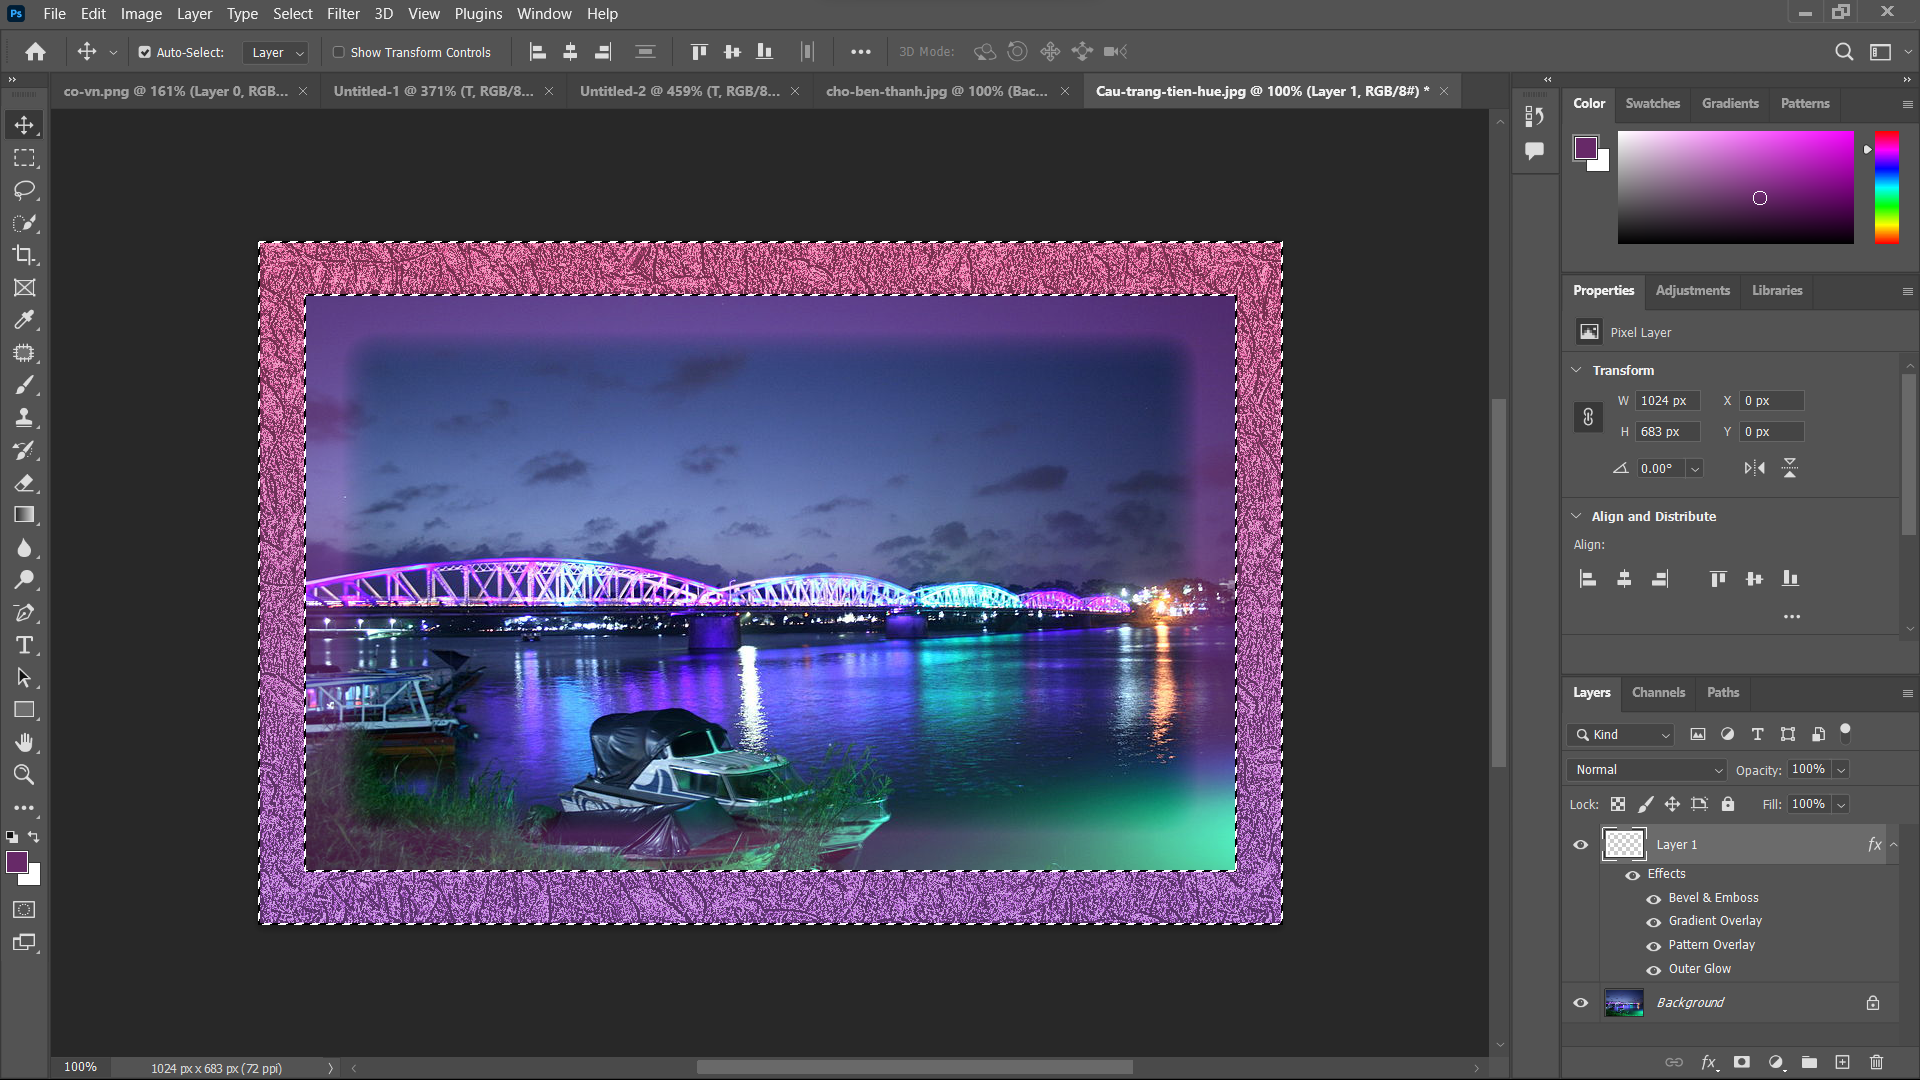 Ps File Edit Image Layer Type Select Filter 3D View Plugins Window Help
Auto-Select: Layer Show Transform Controls 3D Mode:
co-vn.png @ 161% (Layer 0, RGB... Untitled-1 @ 371% (T, RGB/8... Untitled-2 @ 459% (T, RGB/8... cho-ben-thanh.jpg @ 100% (Bac... Cau-trang-tien-hue.jpg @ 100% (Layer 1, RGB/8#) *
Color Swatches Gradients Patterns
Properties Adjustments Libraries
Pixel Layer
Transform
W 1024 px X 0 px
H 683 px Y 0 px
0.00°
Align and Distribute
Align:
Layers Channels Paths
Kind
Normal Opacity: 100%
Lock: Fill: 100%
Layer 1 fx
Effects
Bevel & Emboss
Gradient Overlay
Pattern Overlay
Outer Glow
Background
fx
100% 1024 px x 683 px (72 ppi)